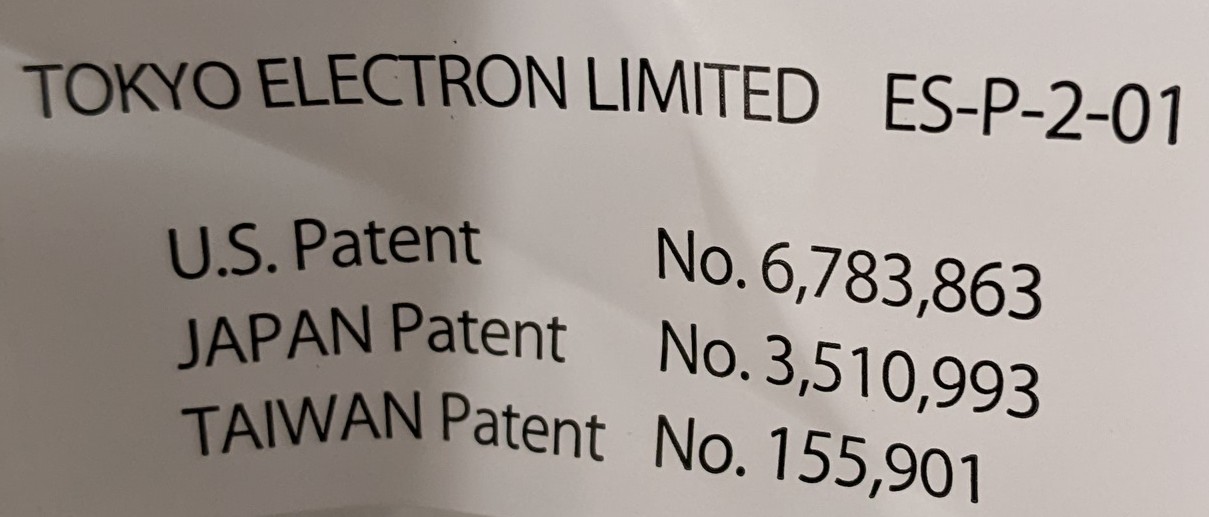 TOKYO ELECTRON LIMITED ES-P-2-01
U.S. Patent No. 6,783,863
JAPAN Patent No. 3,510,993
TAIWAN Patent No. 155,901